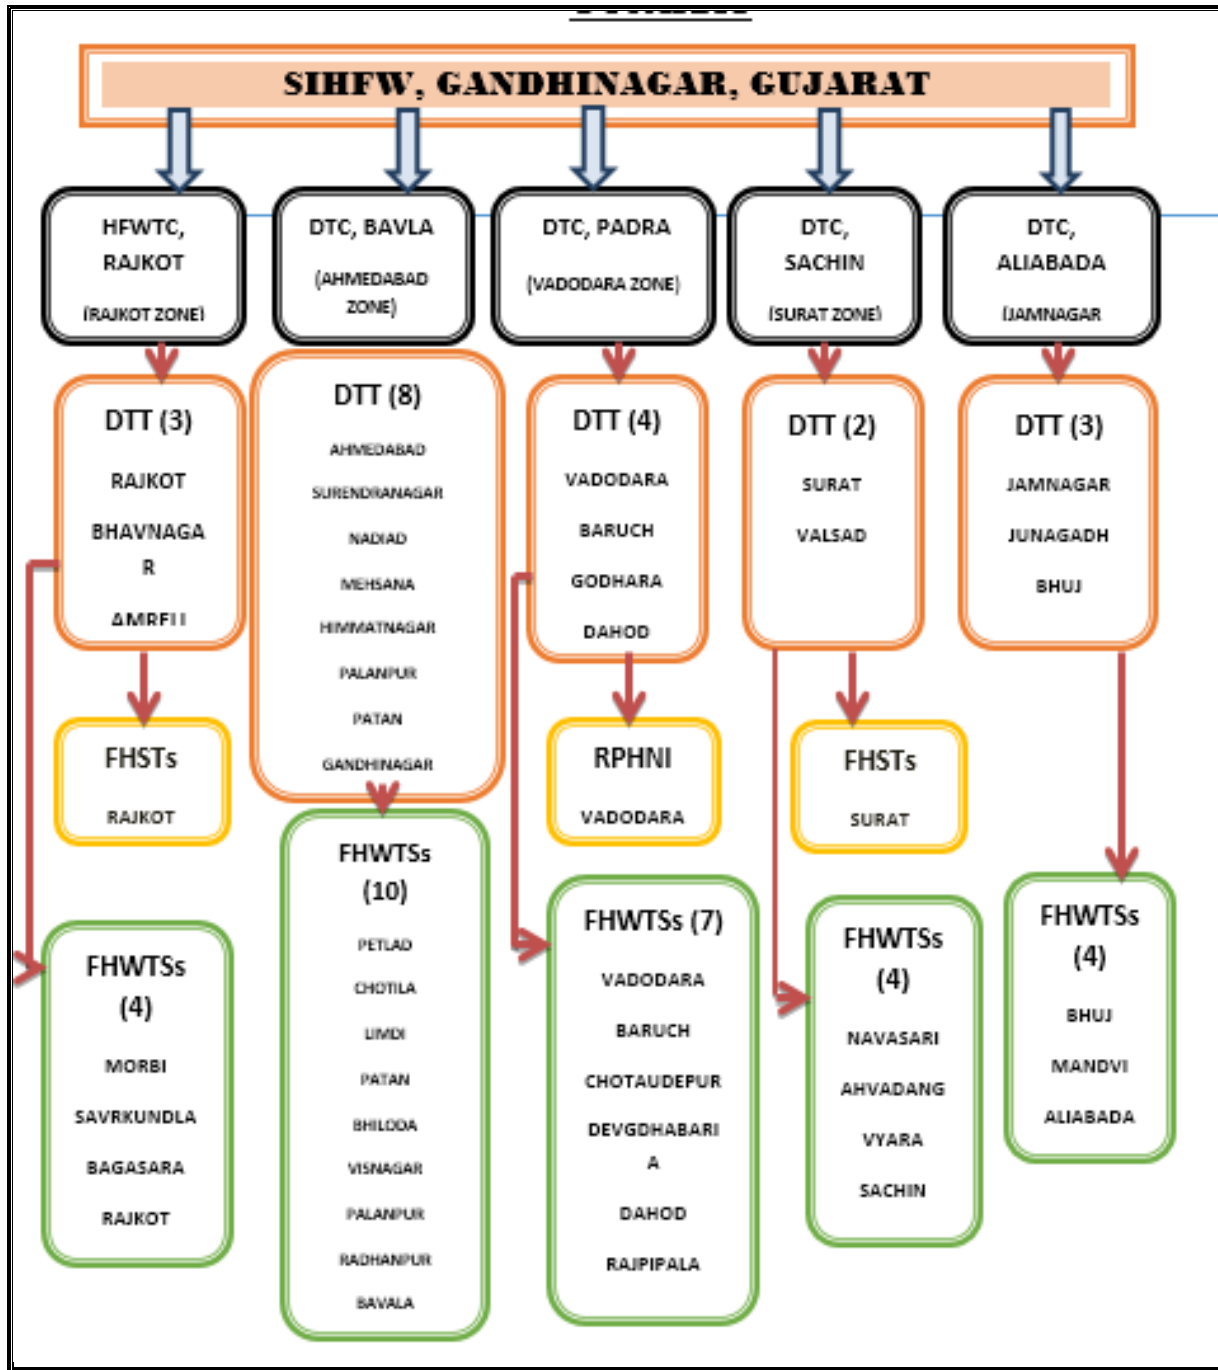 SIHFW, GANDHINAGAR, GUJARAT
HFWTC,
RAJKOT
(RAJKOT ZONE)
DTC, BAVLA
(AHMEDABAD
ZONE)
DTC, PADRA
(VADODARA ZONE)
DTC,
SACHIN
(SURAT ZONE)
DTC,
ALIABADA
(JAMNAGAR
DTT (3)
RAJKOT
BHAVNAGA
R
AMRELI
DTT (8)
AHMEDABAD
SURENDRANAGAR
NADIAD
MEHSANA
HIMMATNAGAR
PALANPUR
PATAN
GANDHINAGAR
DTT (4)
VADODARA
BARUCH
GODHARA
DAHOD
DTT (2)
SURAT
VALSAD
DTT (3)
JAMNAGAR
JUNAGADH
BHUJ
FHSTs
RAJKOT
RPHNI
VADODARA
FHSTs
SURAT
FHWTSs
(4)
MORBI
SAVRKUNDLA
BAGASARA
RAJKOT
FHWTSs
(10)
PETLAD
CHOTILA
LIMDI
PATAN
BHILODA
VISNAGAR
PALANPUR
RADHANPUR
BAVALA
FHWTSs (7)
VADODARA
BARUCH
CHOTAUDEPUR
DEVGDHABARI
A
DAHOD
RAJPIPALA
FHWTSs
(4)
NAVASARI
AHVADANG
VYARA
SACHIN
FHWTSs
(4)
BHUJ
MANDVI
ALIABADA